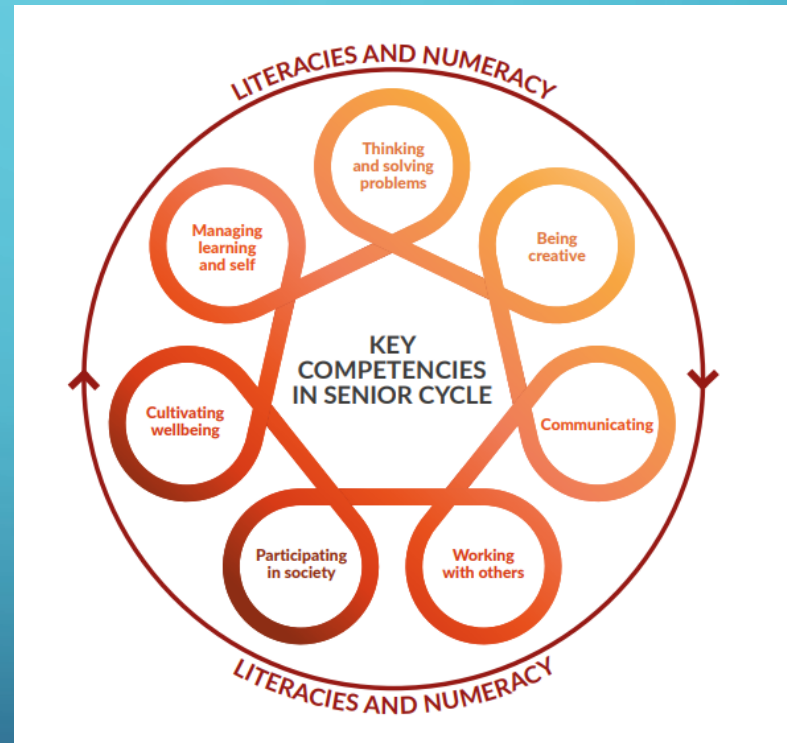 LITERACIES AND NUMERACY
Thinking
and solving
problems
Being
creative
Communicating
Working
with others
Participating
in society
Cultivating
wellbeing
Managing
learning
and self
KEY
COMPETENCIES
IN SENIOR CYCLE
LITERACIES AND NUMERACY